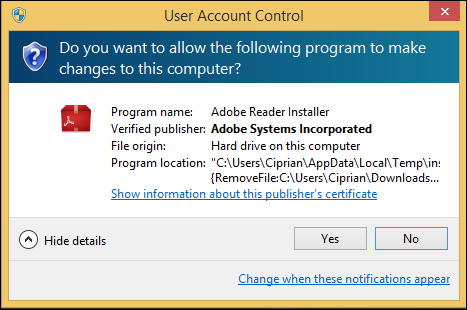 User Account Control
Do you want to allow the following program to make
changes to this computer?
Program name: Adobe Reader Installer
Verified publisher: Adobe Systems Incorporated
File origin: Hard drive on this computer
Program location: "C:\Users\Ciprian\AppData\Local\Temp\ins
{RemoveFile:C:\Users\Ciprian\Downloads...
Show information about this publisher's certificate
Hide details
Yes
No
Change when these notifications appear